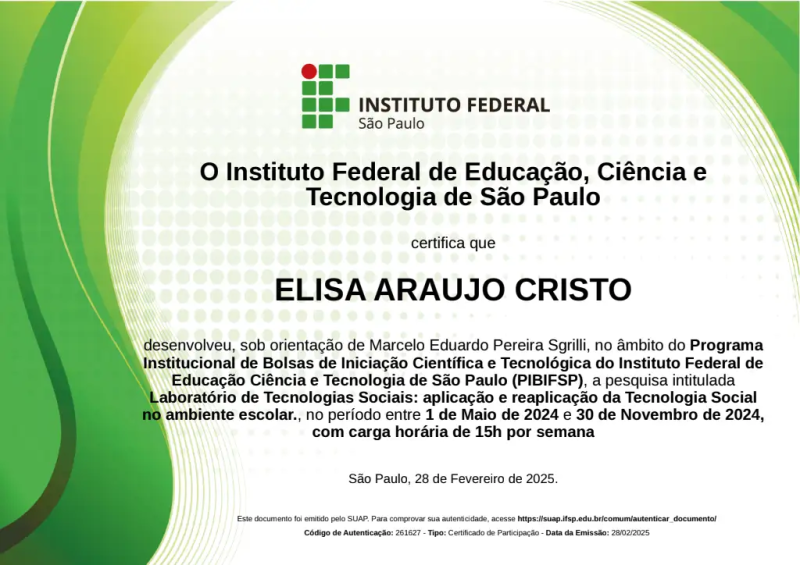 INSTITUTO FEDERAL
São Paulo
O Instituto Federal de Educação, Ciência e
Tecnologia de São Paulo
certifica que
ELISA ARAUJO CRISTO
desenvolveu, sob orientação de Marcelo Eduardo Pereira Sgrilli, no âmbito do Programa
Institucional de Bolsas de Iniciação Científica e Tecnológica do Instituto Federal de
Educação Ciência e Tecnologia de São Paulo (PIBIFSP), a pesquisa intitulada
Laboratório de Tecnologias Sociais: aplicação e reaplicação da Tecnologia Social
no ambiente escolar., no período entre 1 de Maio de 2024 e 30 de Novembro de 2024,
com carga horária de 15h por semana
São Paulo, 28 de Fevereiro de 2025.
Este documento foi emitido pelo SUAP. Para comprovar sua autenticidade, acesse https://suap.ifsp.edu.br/comum/autenticar_documento/
Código de Autenticação: 261627 - Tipo: Certificado de Participação - Data da Emissão: 28/02/2025